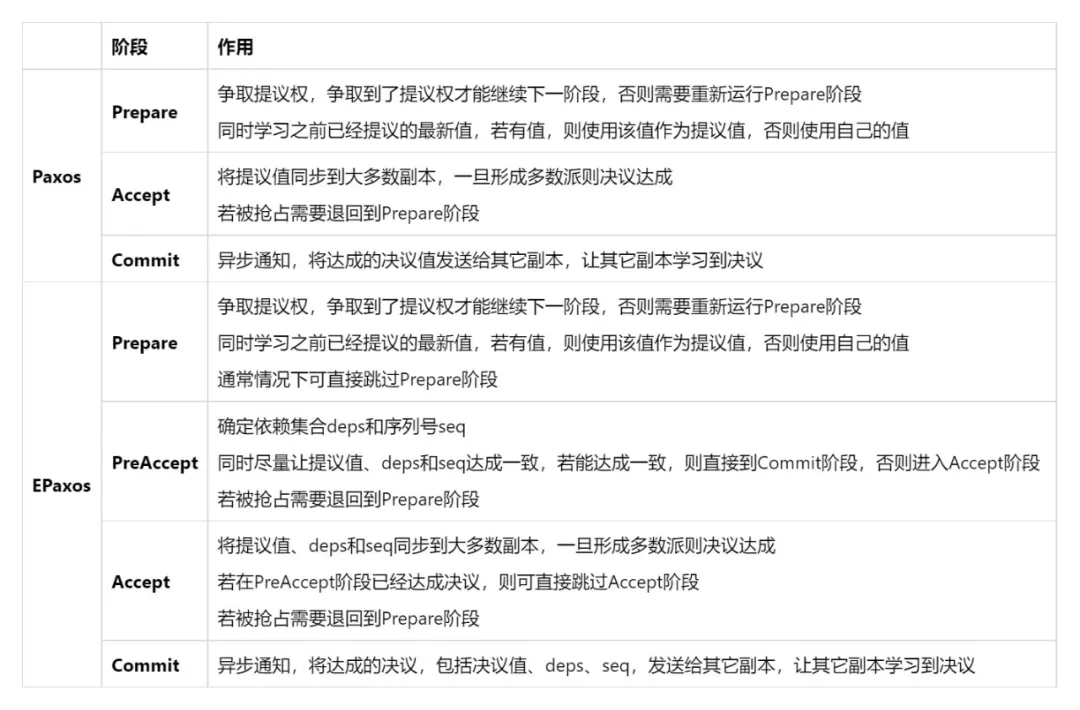 阶段 作用
Paxos
Prepare
争取提议权，争取到了提议权才能继续下一阶段，否则需要重新运行Prepare阶段
同时学习之前已经提议的最新值，若有值，则使用该值作为提议值，否则使用自己的值
Accept
将提议值同步到大多数副本，一旦形成多数派则决议达成
若被抢占需要退回到Prepare阶段
Commit
异步通知，将达成的决议值发送给其它副本，让其它副本学习到决议
EPaxos
Prepare
争取提议权，争取到了提议权才能继续下一阶段，否则需要重新运行Prepare阶段
同时学习之前已经提议的最新值，若有值，则使用该值作为提议值，否则使用自己的值
通常情况下可直接跳过Prepare阶段
PreAccept
确定依赖集合deps和序列号seq
同时尽量让提议值、deps和seq达成一致，若能达成一致，则直接到Commit阶段，否则进入Accept阶段
若被抢占需要退回到Prepare阶段
Accept
将提议值、deps和seq同步到大多数副本，一旦形成多数派则决议达成
若在PreAccept阶段已经达成决议，则可直接跳过Accept阶段
若被抢占需要退回到Prepare阶段
Commit
异步通知，将达成的决议，包括决议值、deps、seq，发送给其它副本，让其它副本学习到决议